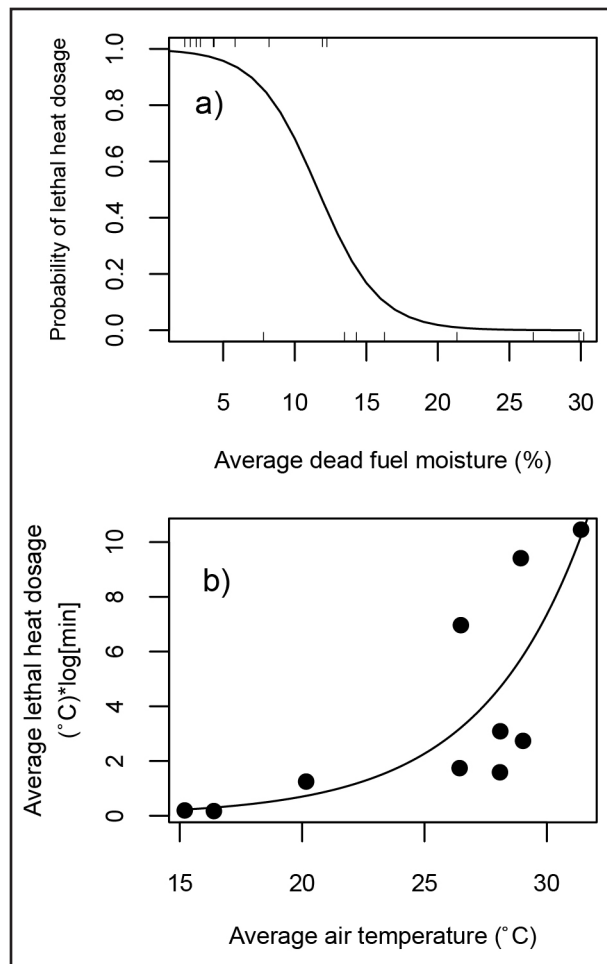 1.0
0.8
0.6
0.4
0.2
0.0
Probability of lethal heat dosage
a)
5 10 15 20 25 30
Average dead fuel moisture (%)
10
8
6
4
2
0
Average lethal heat dosage
(˚C)*log[min]
b)
15 20 25 30
Average air temperature (˚C)